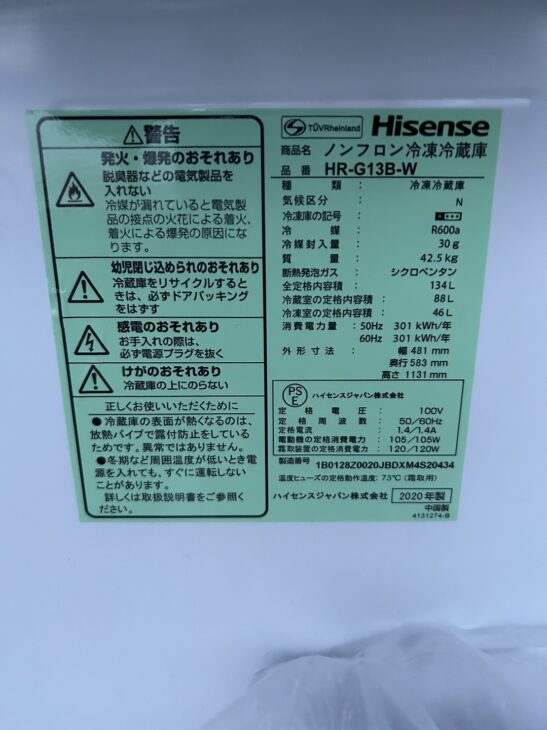 警告
発火・爆発のおそれあり
脱臭器などの電気製品を
入れない
冷媒が漏れていると電気製
品の接点の火花による着火、
着火による爆発の原因にな
ります。
幼児閉じ込められのおそれあり
冷蔵庫をリサイクルすると
きは、必ずドアパッキング
をはずす
感電のおそれあり
お手入れの際は、
必ず電源プラグを抜く
けがのおそれあり
冷蔵庫の上にのらない
正しくお使いいただくために
●冷蔵庫の表面が熱くなるのは、
放熱パイプで露付防止をしている
ためです。異常ではありません。
●冬期など周囲温度が低いとき電
源を入れても、すぐに運転しない
ことがあります。
詳しくは取扱説明書をご参照く
ださい。
TÜVRheinland Hisense
商品名 ノンフロン冷凍冷蔵庫
品番 HR-G13B-W
種類 : 冷凍冷蔵庫
気候区分 : N
冷凍庫の記号 :
冷媒 : R600a
冷媒封入量 : 30g
質量 : 42.5kg
断熱発泡ガス : シクロペンタン
全定格内容積 : 134L
冷蔵室の定格内容積 : 88L
冷凍室の定格内容積 : 46L
消費電力量 : 50Hz 301 kWh/年
60Hz 301 kWh/年
外形寸法 : 幅 481 mm
奥行 583 mm
高さ 1131 mm
PS
E
ハイセンスジャパン株式会社
定格電圧 : 100V
定格周波数 : 50/60Hz
定格電流 : 1.4/1.4A
電動機の定格消費電力 : 105/105W
霜取装置の定格消費電力 : 120/120W
製造番号 1B0128Z0020JBDXM4S20434
温度ヒューズの定格動作温度 : 73℃ (霜取用)
ハイセンスジャパン株式会社 2020年製
中国製
4131274-B